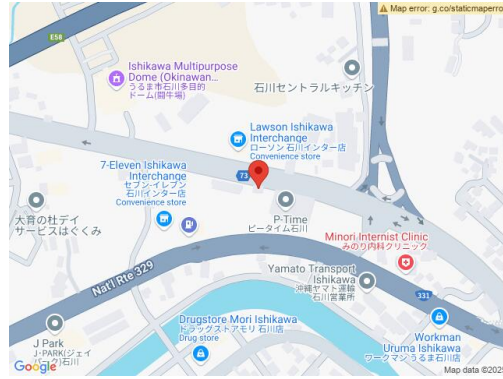 Map error: g.co/staticmaperro
E58
Ishikawa Multipurpose
Dome (Okinawan...
うるま市石川多目的
ドーム(闘牛場)
石川セントラルキッチン
Lawson Ishikawa
Interchange
ローソン 石川インター店
Convenience store
7-Eleven Ishikawa
Interchange
セブン-イレブン
石川インター店
Convenience store
73
P-Time
ピータイム石川
大育の杜デイ
サービスはぐくみ
Minori Internist Clinic
みのり内科クリニック
Nat'l Rte 329
Yamato Transport
Ishikawa
沖縄ヤマト運輸
石川営業所
331
Drugstore Mori Ishikawa
ドラッグストアモリ 石川店
Drug store
J Park
J-PARK(ジェイ
パーク)石川
Workman
Uruma Ishikawa
ワークマン うるま石川店
Google
Map data ©202